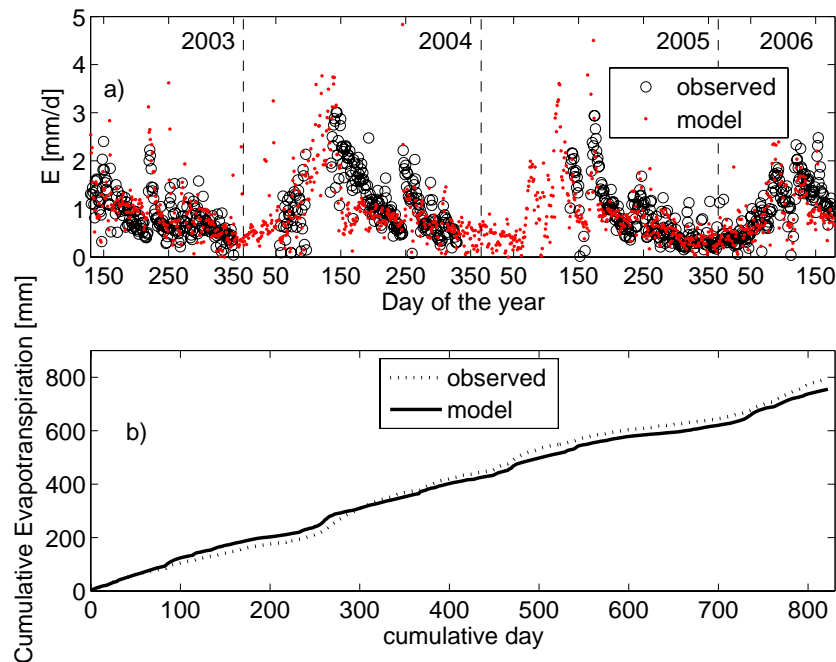 5
2003
2004
2005
2006
a)
observed
model
4
3
2
1
0
E [mm/d]
150 250 350 50 150 250 350 50 150 250 350 50 150
Day of the year
Cumulative Evapotranspiration [mm]
800
600
400
200
0
observed
model
b)
0 100 200 300 400 500 600 700 800
cumulative day